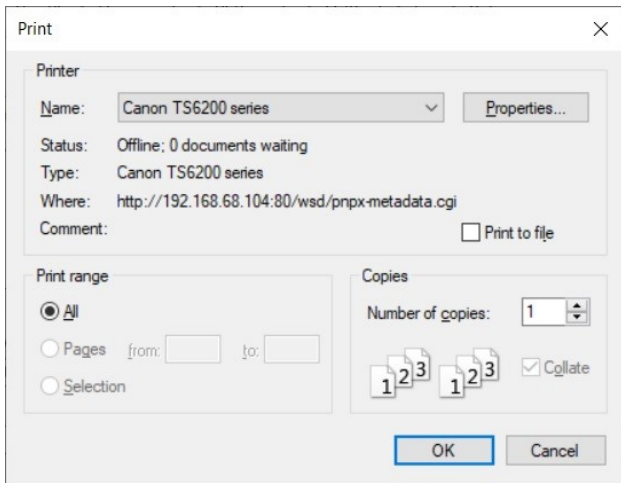 Print
Printer
Name: Canon TS6200 series Properties...
Status: Offline; 0 documents waiting
Type: Canon TS6200 series
Where: http://192.168.68.104:80/wsd/pnpx-metadata.cgi
Comment: Print to file
Print range
All
Pages from: to:
Selection
Copies
Number of copies: 1
1 2 3 1 2 3 Collate
OK Cancel